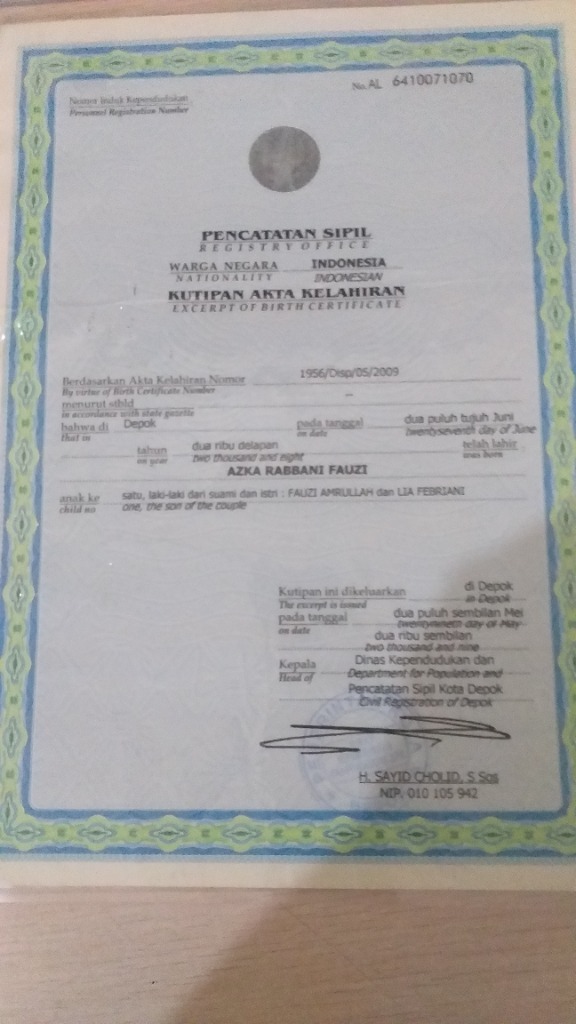 No. AL 6410071070
Nomor Induk Kependudukan
Personnel Registration Number
PENCATATAN SIPIL
REGISTRY OFFICE
WARGA NEGARA INDONESIA
NATIONALITY INDONESIAN
KUTIPAN AKTA KELAHIRAN
EXCERPT OF BIRTH CERTIFICATE
Berdasarkan Akta Kelahiran Nomor 1956/Disp/05/2009
By virtue of Birth Certificate Number
menurut stbld --
in accordance with state gazette
bahwa di Depok pada tanggal dua puluh tujuh Juni
that in on date twentyseventh day of June
tahun dua ribu delapan telah lahir
on year two thousand and eight was born
AZKA RABBANI FAUZI
anak ke satu, laki-laki dari suami dan istri : FAUZI AMRULLAH dan LIA FEBRIANI
child no one, the son of the couple
Kutipan ini dikeluarkan di Depok
The excerpt is issued in Depok
pada tanggal dua puluh sembilan Mei
on date twentynineth day of May
dua ribu sembilan
two thousand and nine
Kepala Dinas Kependudukan dan
Head of Department for Population and
Pencatatan Sipil Kota Depok
Civil Registration of Depok
H. SAYID CHOLID, S Sos
NIP. 010 105 942